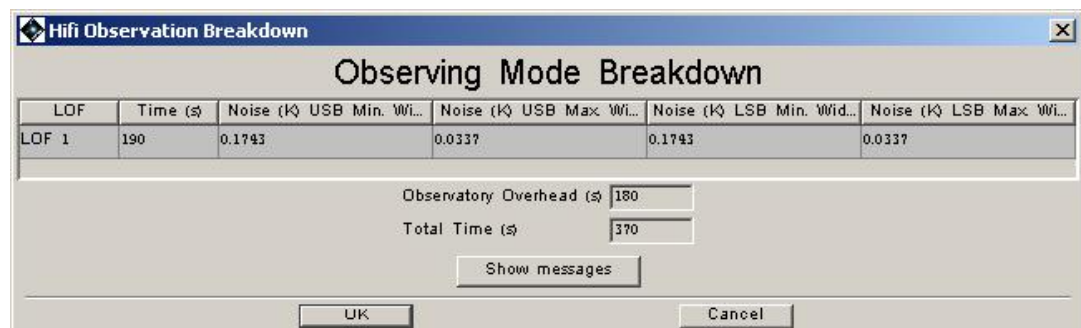 Hifi Observation Breakdown
Observing Mode Breakdown
LOF Time (s) Noise (K) USB Min. Wi... Noise (K) USB Max. Wi... Noise (K) LSB Min. Wid... Noise (K) LSB Max. Wi...
LOF 1 190 0.1743 0.0337 0.1743 0.0337
Observatory Overhead (s) 180
Total Time (s) 370
Show messages
OK Cancel